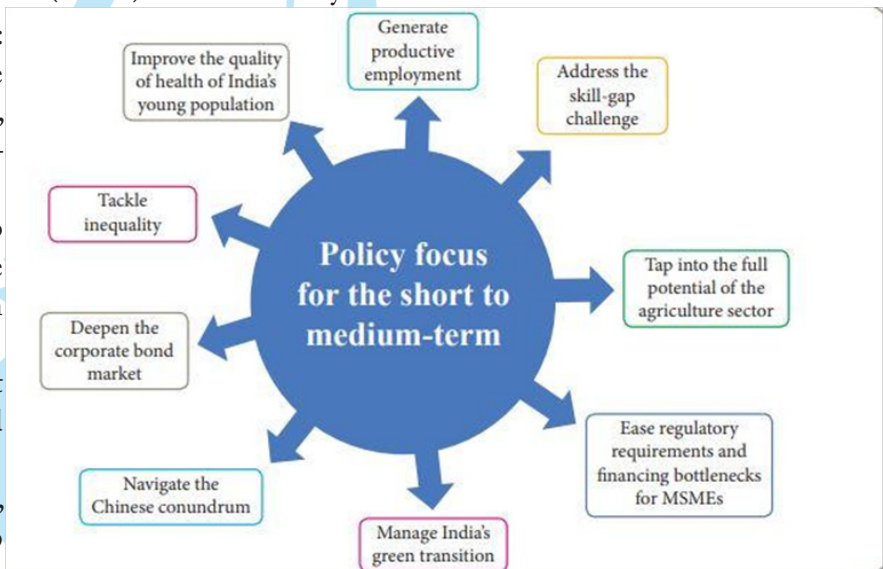 Policy focus
for the short to
medium-term
Generate
productive
employment
Address the
skill-gap
challenge
Tap into the full
potential of the
agriculture sector
Ease regulatory
requirements and
financing bottlenecks
for MSMEs
Manage India's
green transition
Navigate the
Chinese conundrum
Deepen the
corporate bond
market
Tackle
inequality
Improve the quality
of health of India's
young population